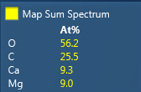 Map Sum Spectrum
At%
O 56.2
C 25.5
Ca 9.3
Mg 9.0